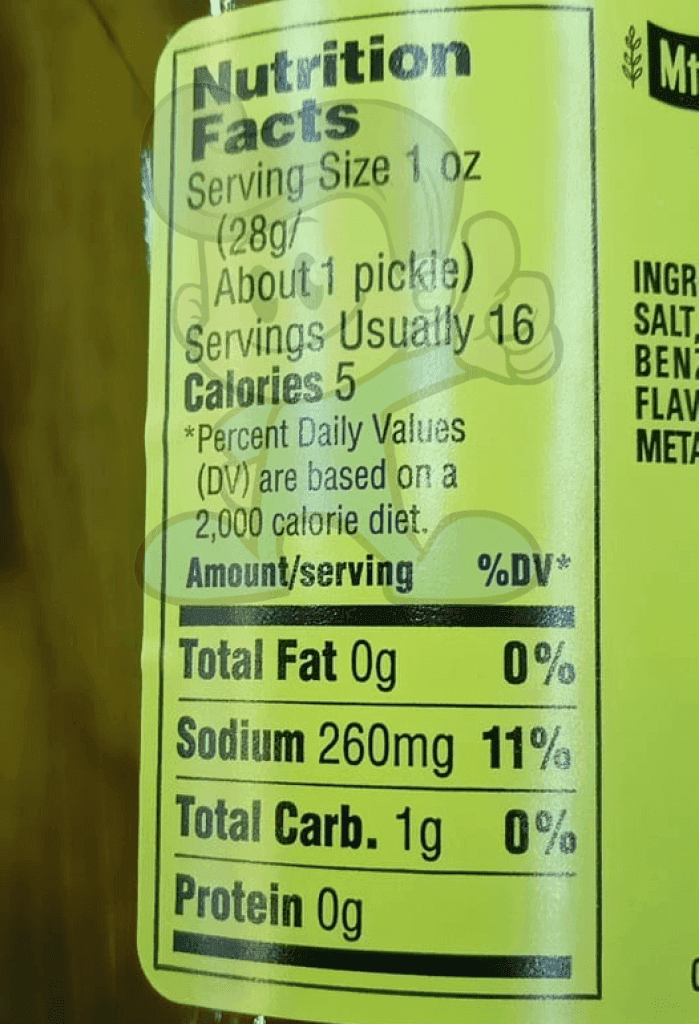 Nutrition
Facts
Serving Size 1 oz
(28g/
About 1 pickle)
Servings Usually 16
Calories 5
*Percent Daily Values
(DV) are based on a
2,000 calorie diet.
Amount/serving %DV*
Total Fat 0g 0%
Sodium 260mg 11%
Total Carb. 1g 0%
Protein 0g
Mt
INGR
SALT,
BENZ
FLAV
META